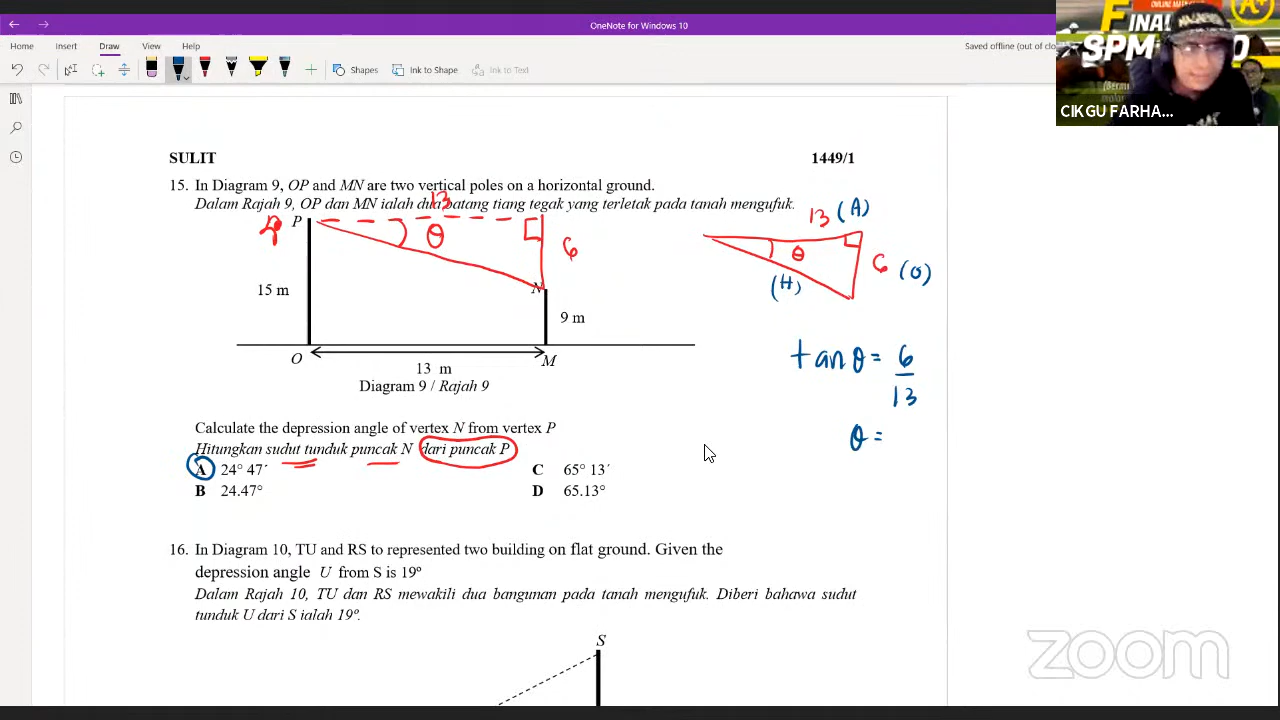 OneNote for Windows 10
Home Insert Draw View Help
Saved offline (out of
Shapes Ink to Shape Ink to Text
ONLINE MATH
FINAL
SPM
A+
CIKGU FARHA...
SULIT 1449/1
15. In Diagram 9, OP and MN are two vertical poles on a horizontal ground.
Dalam Rajah 9, OP dan MN ialah dua batang tiang tegak yang terletak pada tanah mengufuk.
13
P
θ
6
15 m
N
9 m
O
M
13 m
Diagram 9 / Rajah 9
13 (A)
θ
6 (O)
(H)
tan θ = 6
13
θ =
Calculate the depression angle of vertex N from vertex P
Hitungkan sudut tunduk puncak N dari puncak P
A 24° 47´ C 65° 13´
B 24.47° D 65.13°
16. In Diagram 10, TU and RS to represented two building on flat ground. Given the
depression angle U from S is 19º
Dalam Rajah 10, TU dan RS mewakili dua bangunan pada tanah mengufuk. Diberi bahawa sudut
tunduk U dari S ialah 19º.
S
zoom